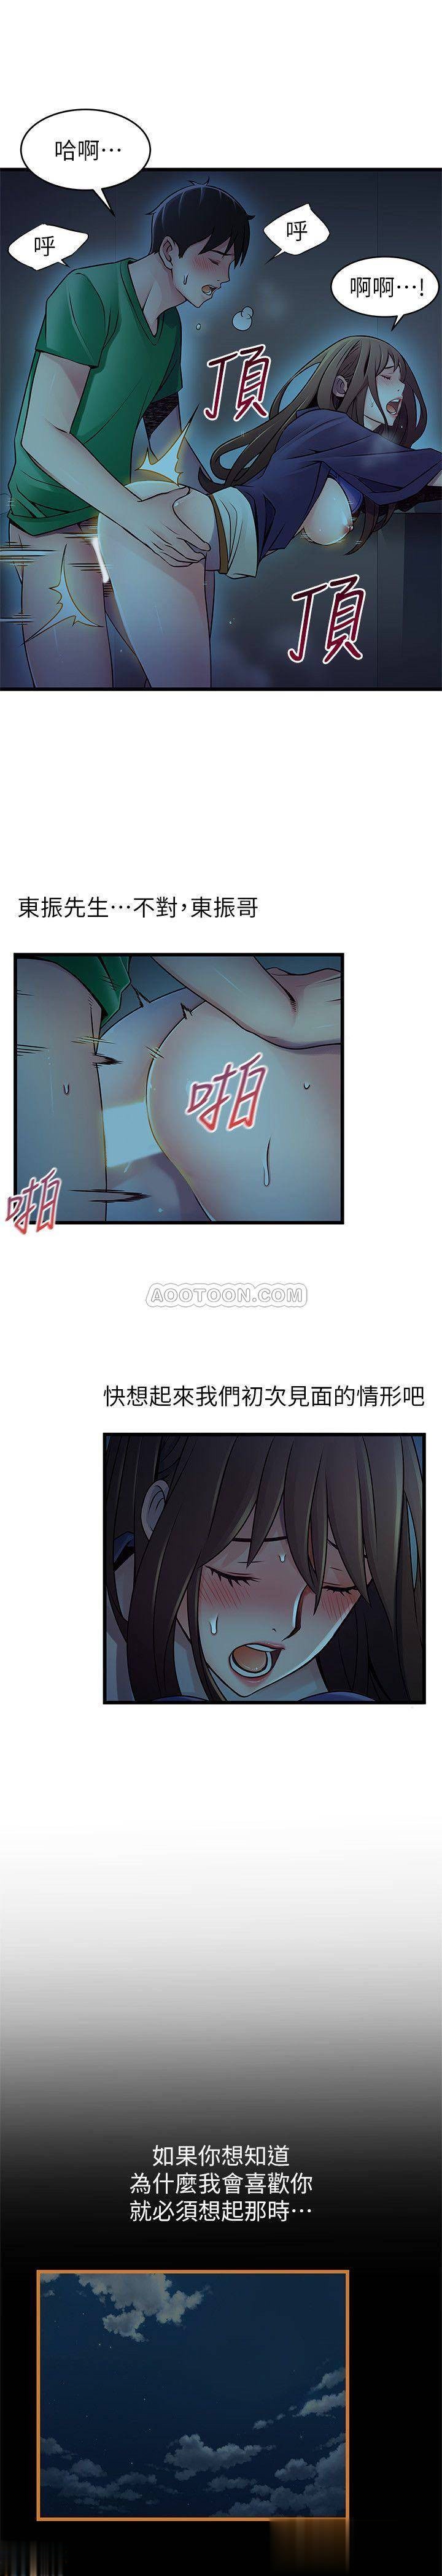 哈啊⋯
呼
呼
啊啊⋯!
頂
頂
東振先生⋯不對,東振哥
啪
啪
AOOTOON.COM
快想起來我們初次見面的情形吧
如果你想知道
為什麼我會喜歡你
就必須想起那時⋯